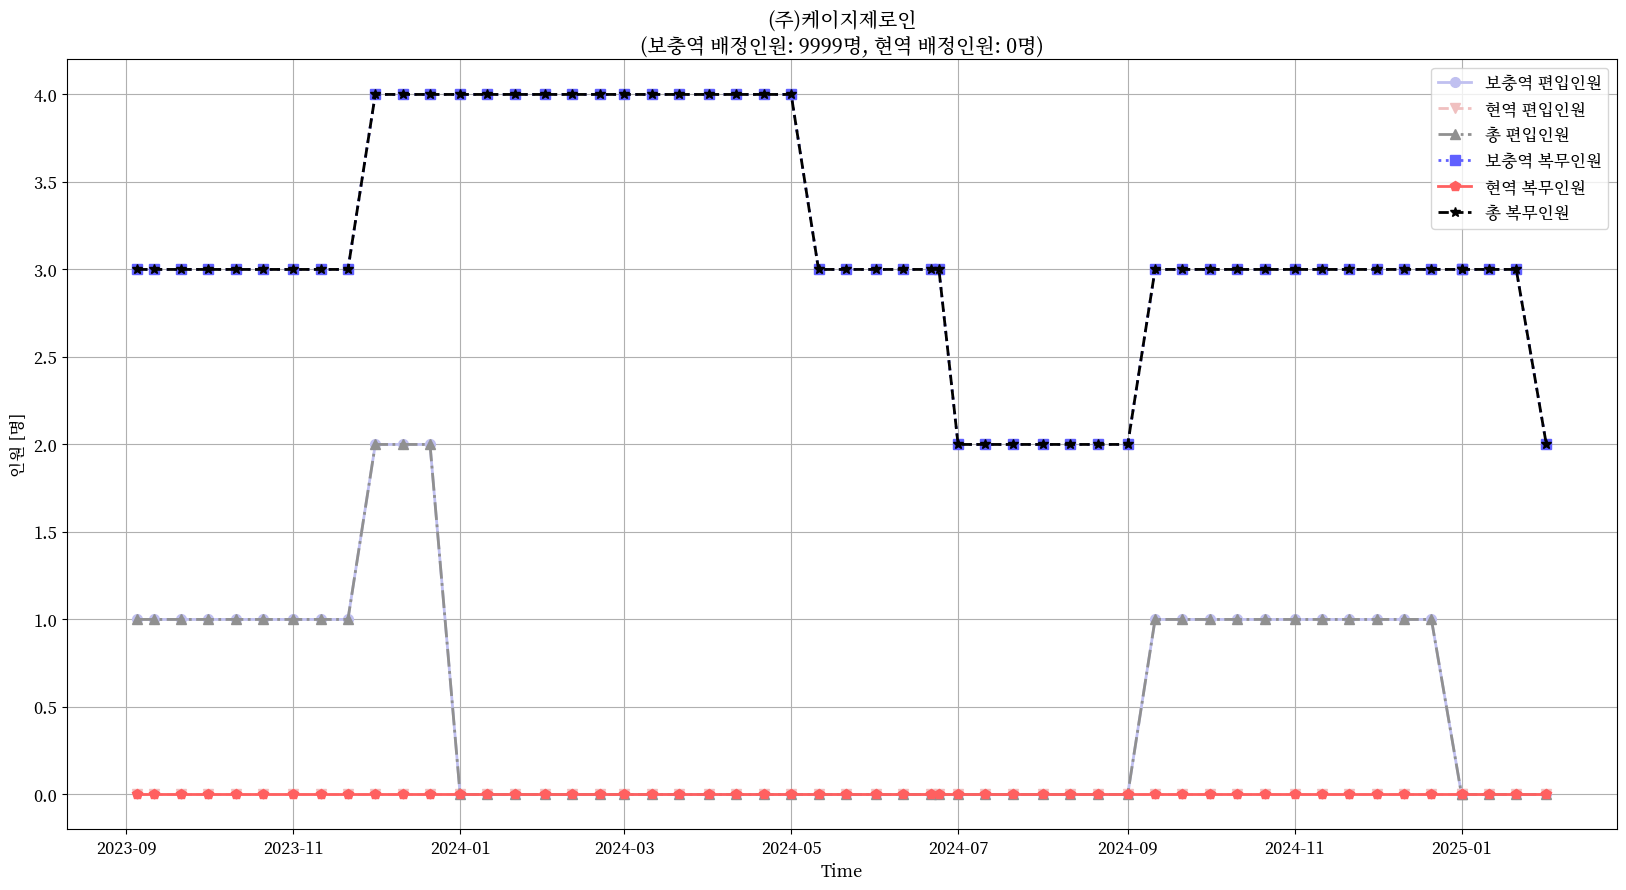 (주)케이지제로인
(보충역 배정인원: 9999명, 현역 배정인원: 0명)
보충역 편입인원
현역 편입인원
총 편입인원
보충역 복무인원
현역 복무인원
총 복무인원
인원 [명]
4.0
3.5
3.0
2.5
2.0
1.5
1.0
0.5
0.0
2023-09 2023-11 2024-01 2024-03 2024-05 2024-07 2024-09 2024-11 2025-01
Time